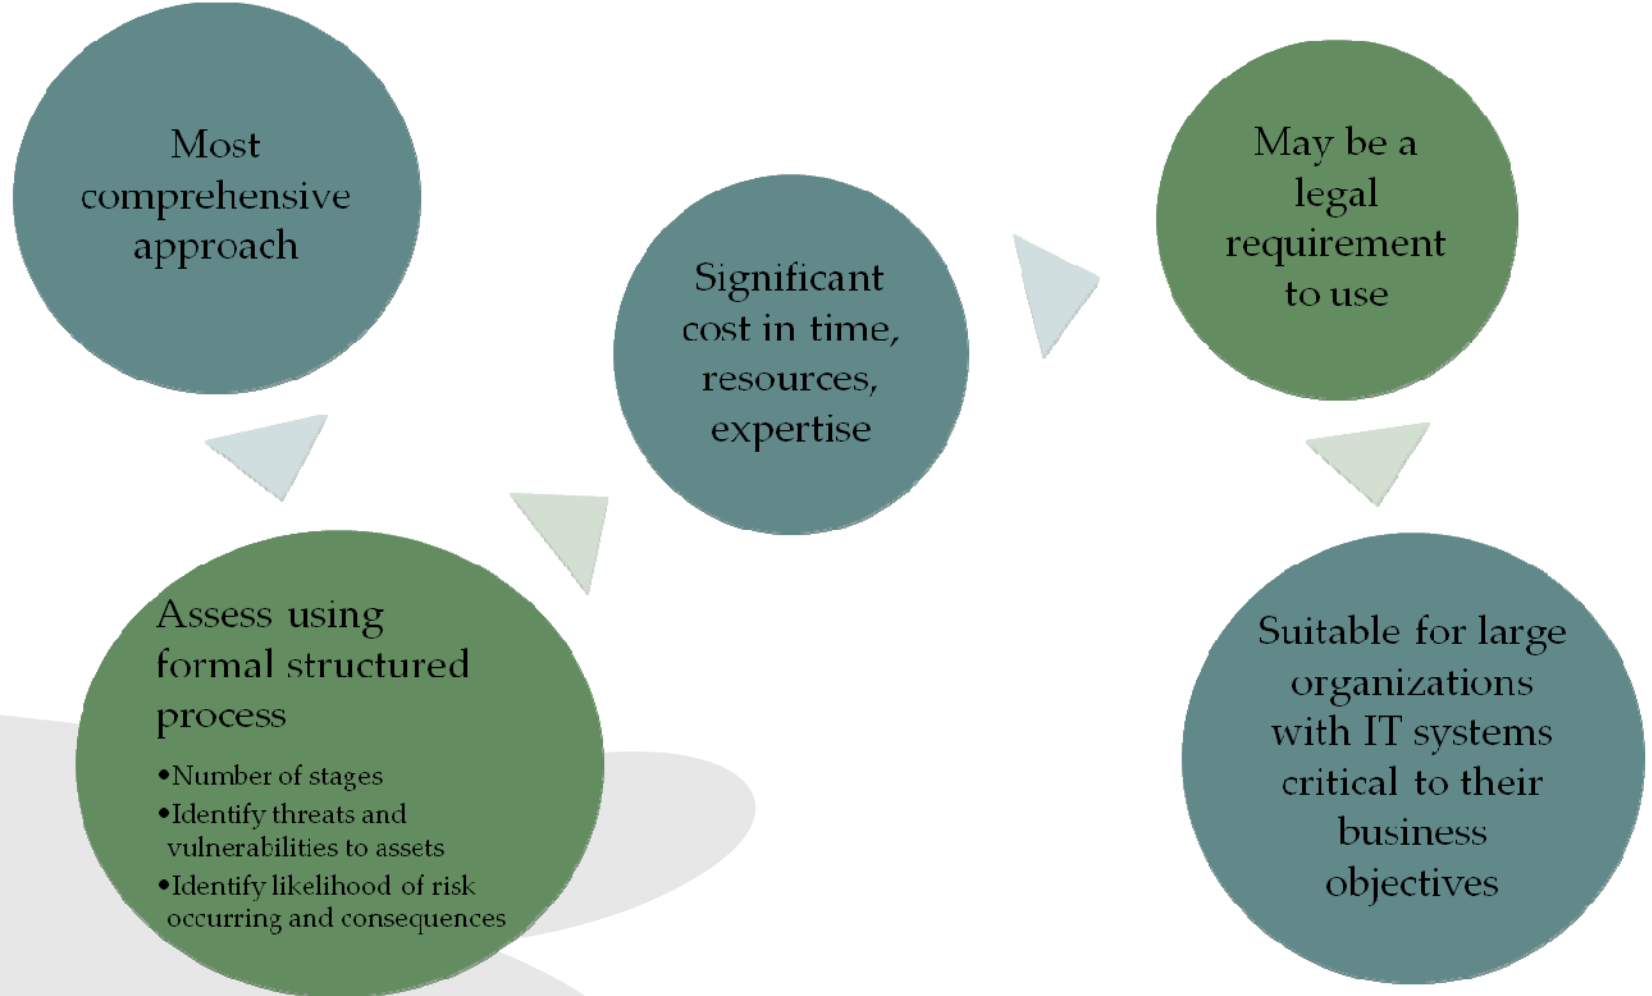 Most
comprehensive
approach
Assess using
formal structured
process
•Number of stages
•Identify threats and
vulnerabilities to assets
•Identify likelihood of risk
occurring and consequences
Significant
cost in time,
resources,
expertise
May be a
legal
requirement
to use
Suitable for large
organizations
with IT systems
critical to their
business
objectives